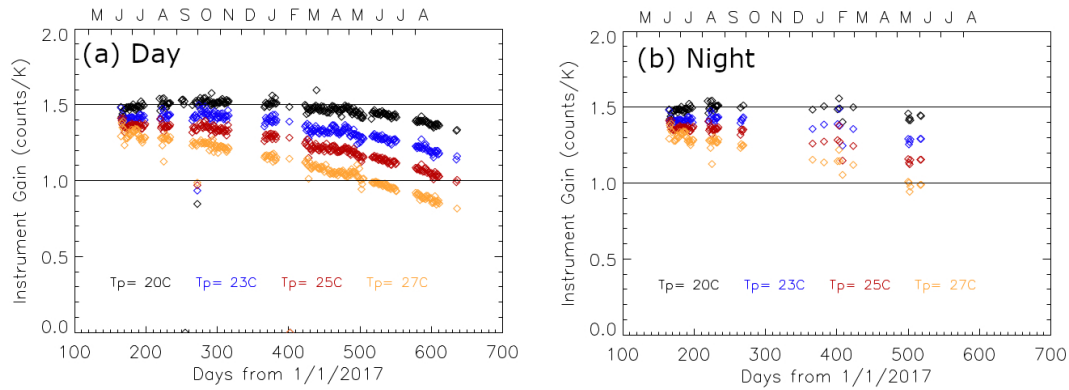 M J J A S O N D J F M A M J J A
(a) Day
2.0
1.5
1.0
0.5
0.0
Instrument Gain (counts/K)
Tp= 20C Tp= 23C Tp= 25C Tp= 27C
100 200 300 400 500 600 700
Days from 1/1/2017
M J J A S O N D J F M A M J J A
(b) Night
2.0
1.5
1.0
0.5
0.0
Instrument Gain (counts/K)
Tp= 20C Tp= 23C Tp= 25C Tp= 27C
100 200 300 400 500 600 700
Days from 1/1/2017